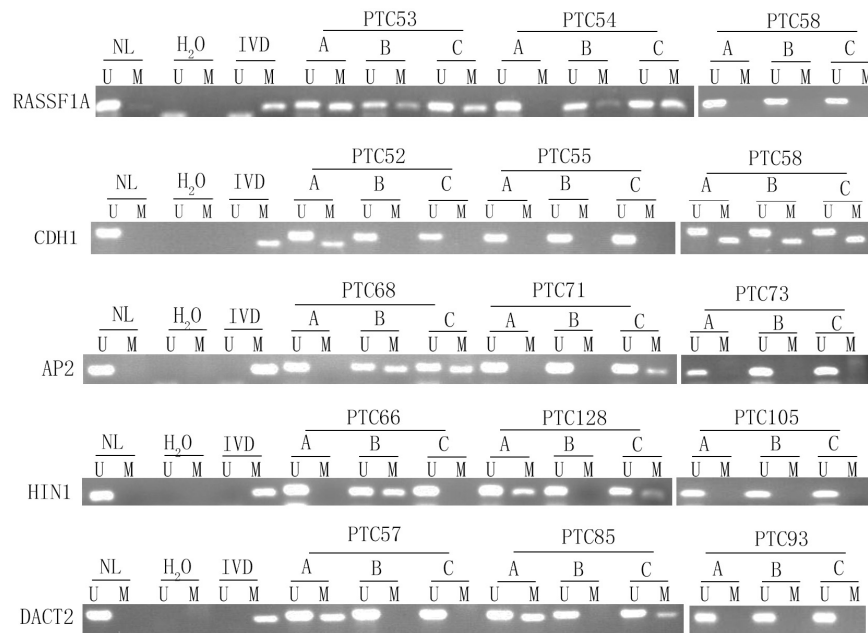 PTC53 PTC54 PTC58
NL H2O IVD A B C A B C A B C
U M U M U M U M U M U M U M U M U M U M U M U M
RASSF1A
PTC52 PTC55 PTC58
NL H2O IVD A B C A B C A B C
U M U M U M U M U M U M U M U M U M U M U M U M
CDH1
PTC68 PTC71 PTC73
NL H2O IVD A B C A B C A B C
U M U M U M U M U M U M U M U M U M U M U M U M
AP2
PTC66 PTC128 PTC105
NL H2O IVD A B C A B C A B C
U M U M U M U M U M U M U M U M U M U M U M U M
HIN1
PTC57 PTC85 PTC93
NL H2O IVD A B C A B C A B C
U M U M U M U M U M U M U M U M U M U M U M U M
DACT2